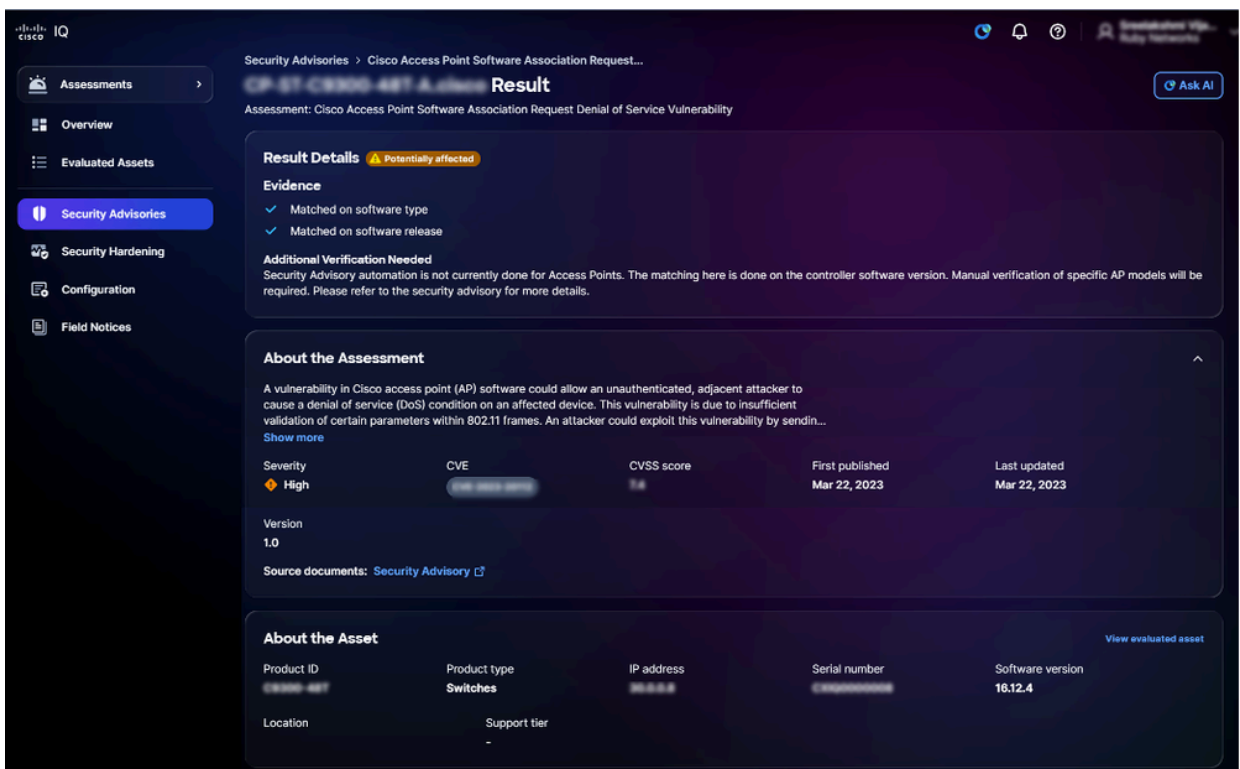 cisco IQ
Security Advisories > Cisco Access Point Software Association Request...
Result
Ask AI
Assessment: Cisco Access Point Software Association Request Denial of Service Vulnerability
Assessments
Overview
Evaluated Assets
Security Advisories
Security Hardening
Configuration
Field Notices
Result Details Potentially affected
Evidence
Matched on software type
Matched on software release
Additional Verification Needed
Security Advisory automation is not currently done for Access Points. The matching here is done on the controller software version. Manual verification of specific AP models will be
required. Please refer to the security advisory for more details.
About the Assessment
A vulnerability in Cisco access point (AP) software could allow an unauthenticated, adjacent attacker to
cause a denial of service (DoS) condition on an affected device. This vulnerability is due to insufficient
validation of certain parameters within 802.11 frames. An attacker could exploit this vulnerability by sendin...
Show more
Severity CVE CVSS score First published Last updated
High Mar 22, 2023 Mar 22, 2023
Version
1.0
Source documents: Security Advisory
About the Asset View evaluated asset
Product ID Product type IP address Serial number Software version
Switches 16.12.4
Location Support tier
-